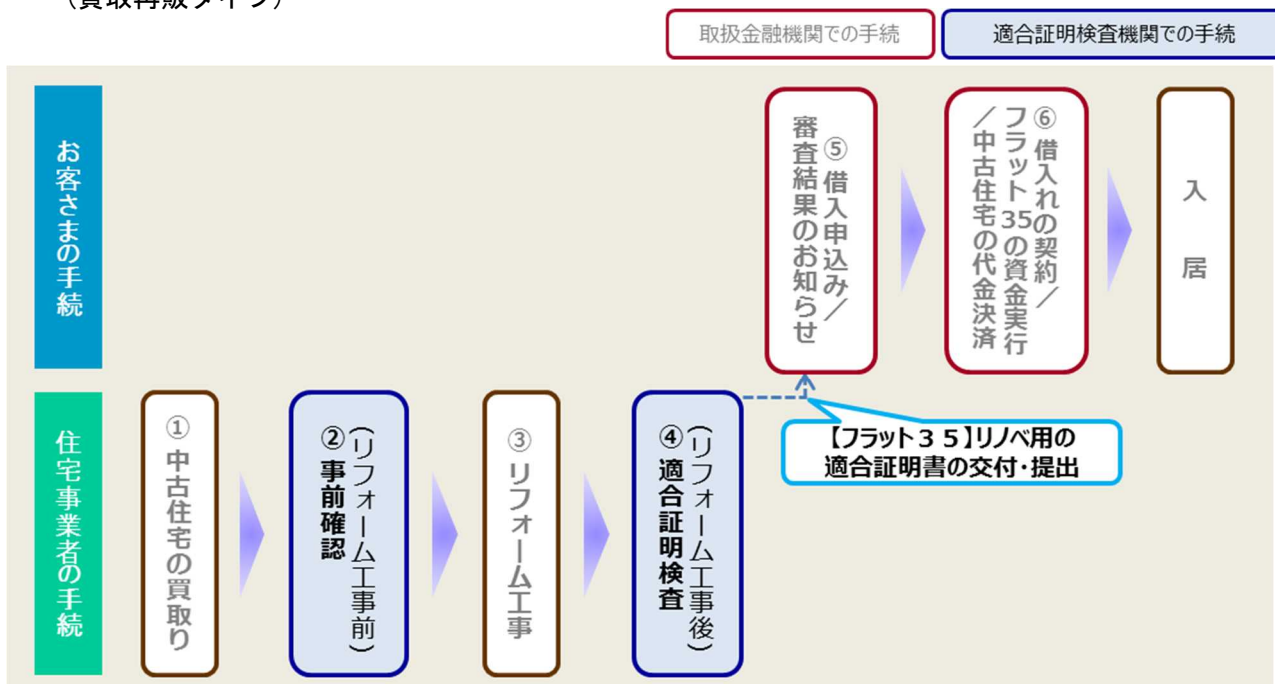 (買取再販タイプ)
取扱金融機関での手続
適合証明検査機関での手続
お客さまの手続
⑤ 借入申込み／
審査結果のお知らせ
⑥ 借入れの契約／
フラット35の資金実行
／中古住宅の代金決済
入居
住宅事業者の手続
①中古住宅の買取り
(リフォーム工事前)
②事前確認
③リフォーム工事
(リフォーム工事後)
④適合証明検査
【フラット３５】リノベ用の
適合証明書の交付・提出